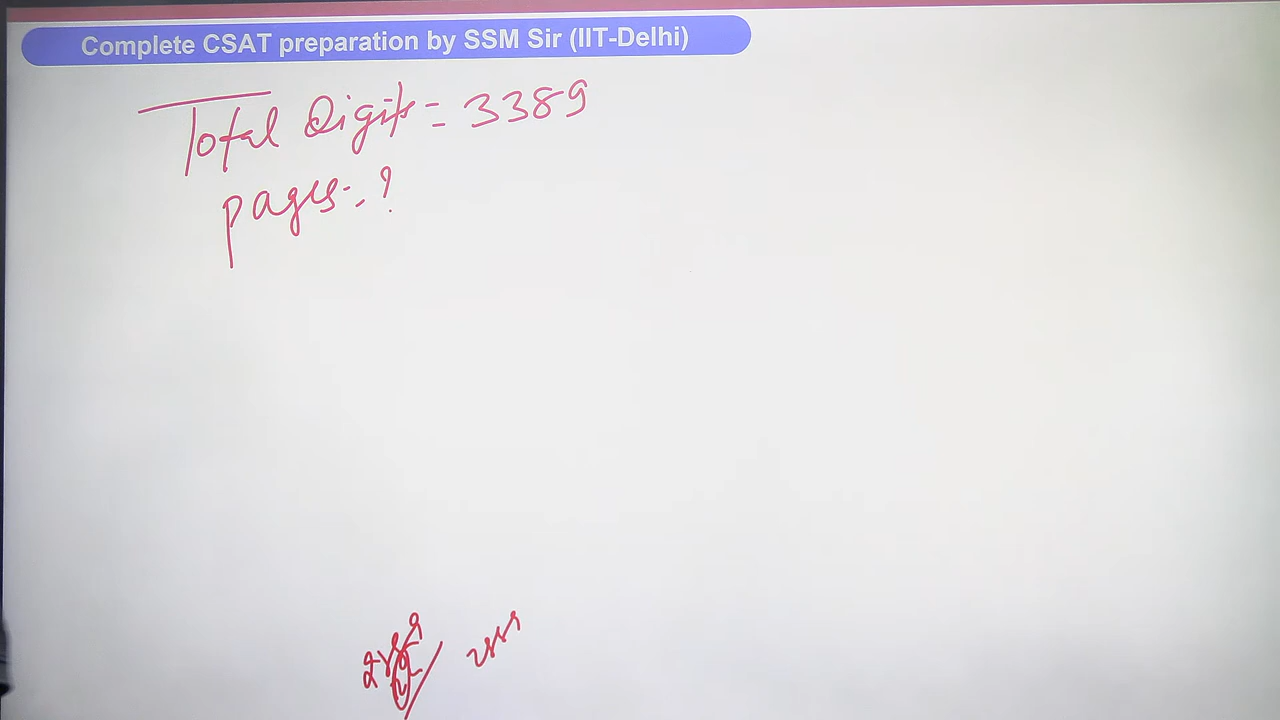 Complete CSAT preparation by SSM Sir (IIT-Delhi)
Total Digits = 3389
pages = ?